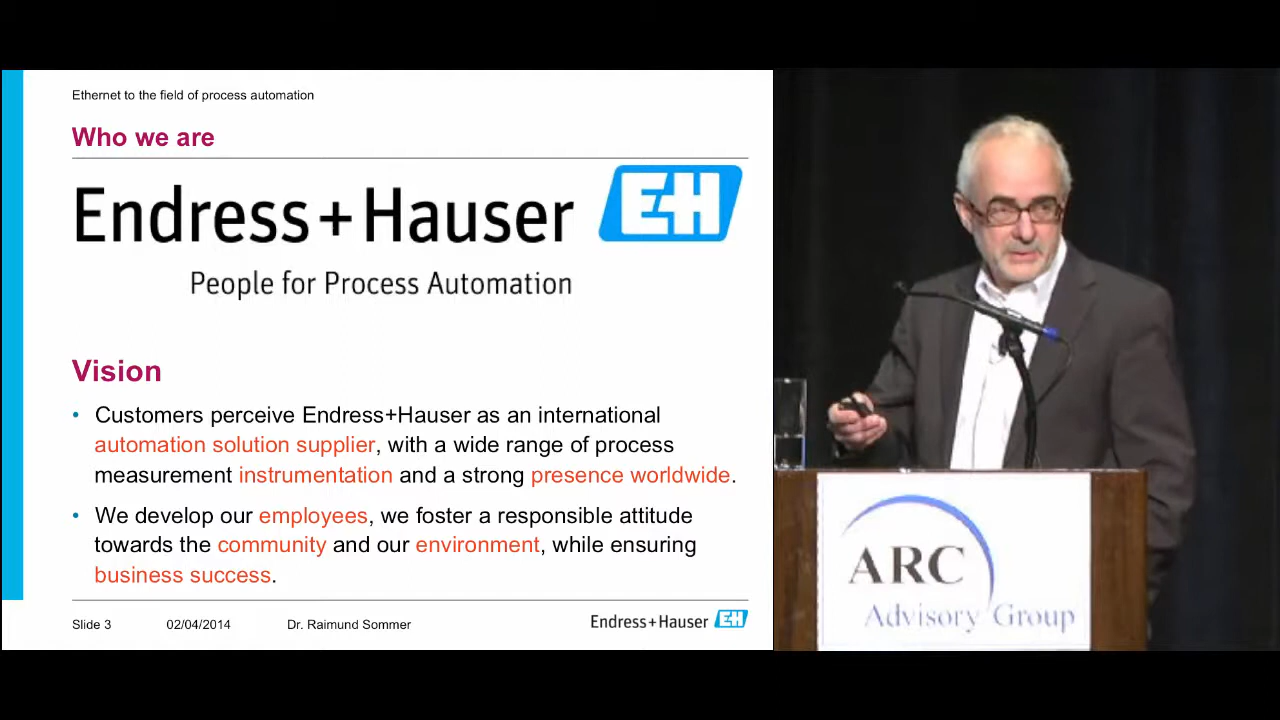 Ethernet to the field of process automation
Who we are
Endress+Hauser EH
People for Process Automation
Vision
• Customers perceive Endress+Hauser as an international
automation solution supplier, with a wide range of process
measurement instrumentation and a strong presence worldwide.
• We develop our employees, we foster a responsible attitude
towards the community and our environment, while ensuring
business success.
Slide 3 02/04/2014 Dr. Raimund Sommer Endress+Hauser EH
ARC
Advisory Group